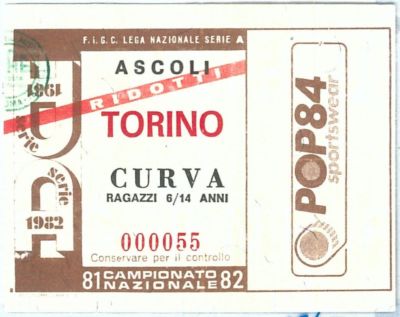 F.i.G.C. LEGA NAZIONALE SERIE A
ASCOLI
RIDOTTI
TORINO
CURVA
RAGAZZI 6/14 ANNI
000055
Conservare per il controllo
81 CAMPIONATO NAZIONALE 82
1981
serie
serie
1982
POP84
sportswear